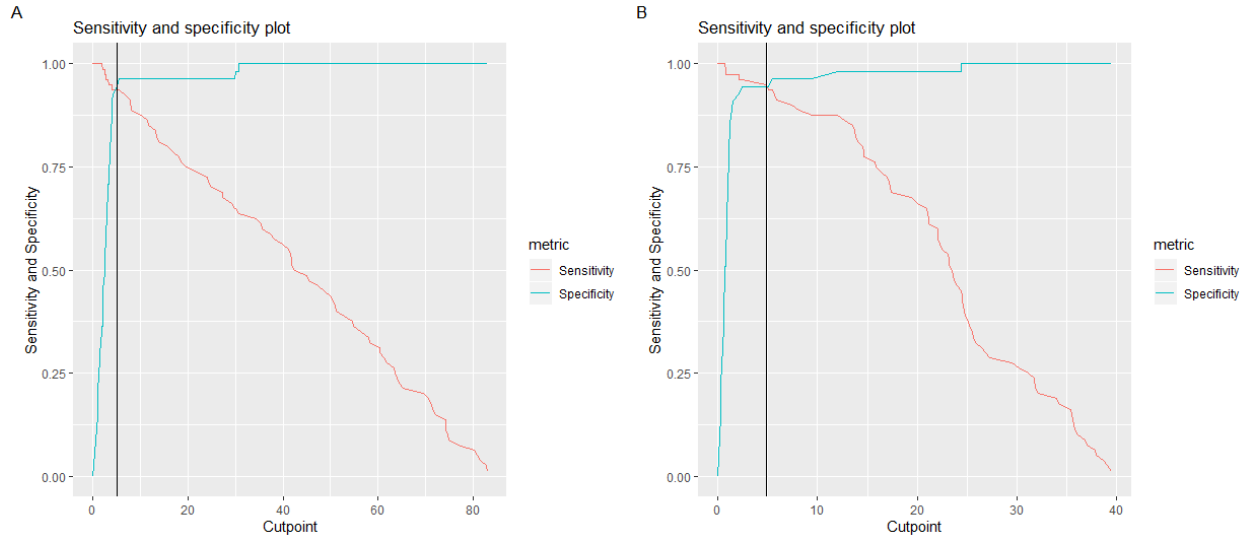 A
Sensitivity and specificity plot
Sensitivity and Specificity
1.00
0.75
0.50
0.25
0.00
0 20 40 60 80
Cutpoint
metric
Sensitivity
Specificity
B
Sensitivity and specificity plot
Sensitivity and Specificity
1.00
0.75
0.50
0.25
0.00
0 10 20 30 40
Cutpoint
metric
Sensitivity
Specificity